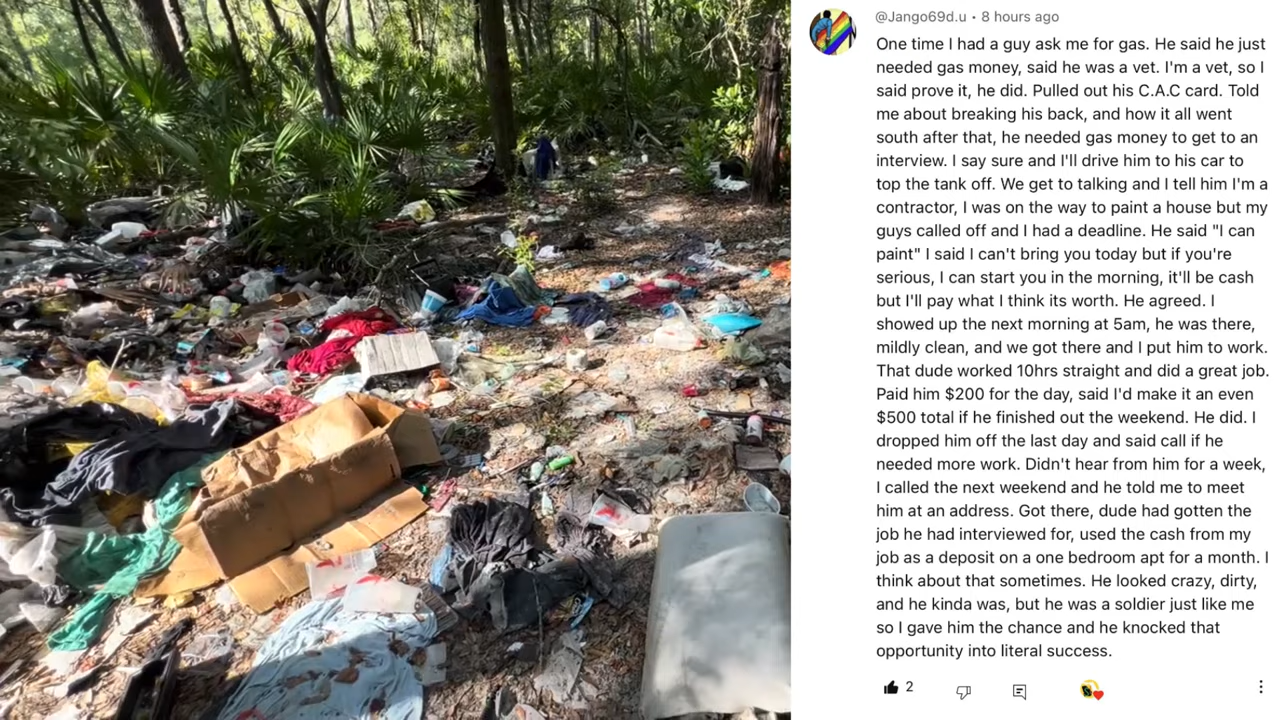 @Jango69d.u • 8 hours ago
One time I had a guy ask me for gas. He said he just
needed gas money, said he was a vet. I'm a vet, so I
said prove it, he did. Pulled out his C.A.C card. Told
me about breaking his back, and how it all went
south after that, he needed gas money to get to an
interview. I say sure and I'll drive him to his car to
top the tank off. We get to talking and I tell him I'm a
contractor, I was on the way to paint a house but my
guys called off and I had a deadline. He said "I can
paint" I said I can't bring you today but if you're
serious, I can start you in the morning, it'll be cash
but I'll pay what I think its worth. He agreed. I
showed up the next morning at 5am, he was there,
mildly clean, and we got there and I put him to work.
That dude worked 10hrs straight and did a great job.
Paid him $200 for the day, said I'd make it an even
$500 total if he finished out the weekend. He did. I
dropped him off the last day and said call if he
needed more work. Didn't hear from him for a week,
I called the next weekend and he told me to meet
him at an address. Got there, dude had gotten the
job he had interviewed for, used the cash from my
job as a deposit on a one bedroom apt for a month. I
think about that sometimes. He looked crazy, dirty,
and he kinda was, but he was a soldier just like me
so I gave him the chance and he knocked that
opportunity into literal success.
2